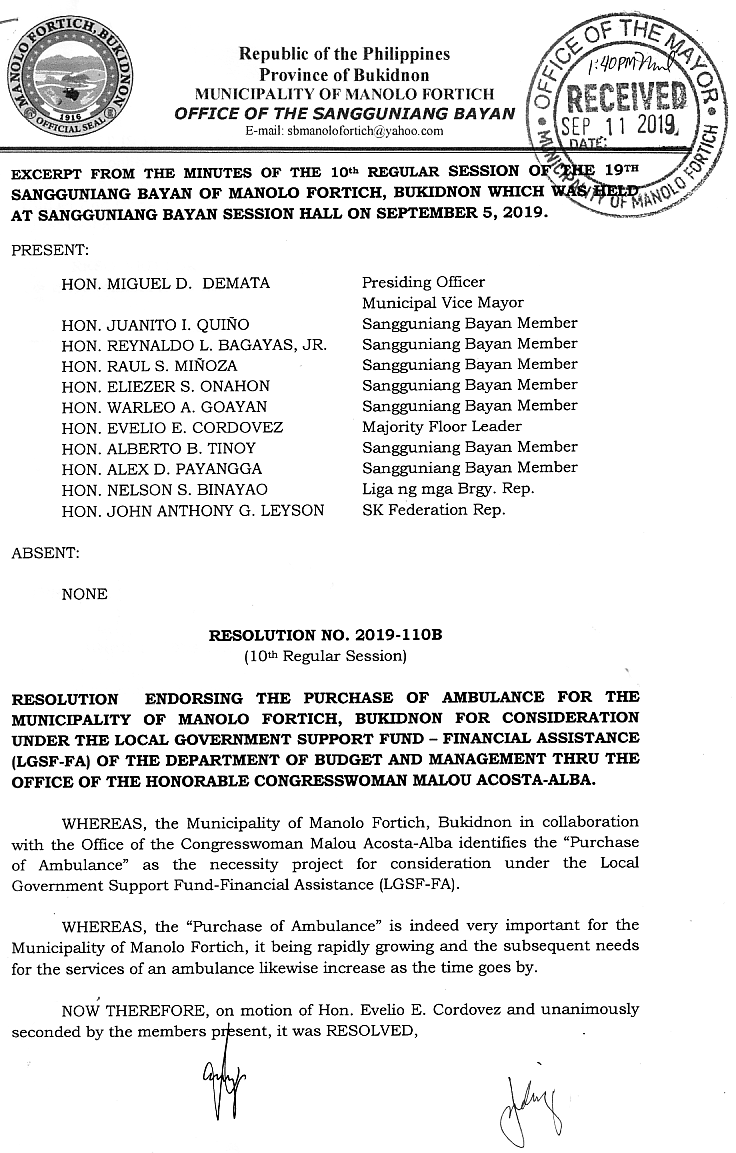 MANOLO FORTICH, BUKIDNON
1916
OFFICIAL SEAL
Republic of the Philippines
Province of Bukidnon
MUNICIPALITY OF MANOLO FORTICH
OFFICE OF THE SANGGUNIANG BAYAN
E-mail: sbmanolofortich@yahoo.com
OFFICE OF THE MAYOR
1:40PM
RECEIVED
SEP 11 2019
DATE:
MUNICIPALITY OF MANOLO FORTICH
EXCERPT FROM THE MINUTES OF THE 10th REGULAR SESSION OF THE 19TH
SANGGUNIANG BAYAN OF MANOLO FORTICH, BUKIDNON WHICH WAS HELD
AT SANGGUNIANG BAYAN SESSION HALL ON SEPTEMBER 5, 2019.
PRESENT:
HON. MIGUEL D. DEMATA Presiding Officer
Municipal Vice Mayor
HON. JUANITO I. QUIÑO Sangguniang Bayan Member
HON. REYNALDO L. BAGAYAS, JR. Sangguniang Bayan Member
HON. RAUL S. MIÑOZA Sangguniang Bayan Member
HON. ELIEZER S. ONAHON Sangguniang Bayan Member
HON. WARLEO A. GOAYAN Sangguniang Bayan Member
HON. EVELIO E. CORDOVEZ Majority Floor Leader
HON. ALBERTO B. TINOY Sangguniang Bayan Member
HON. ALEX D. PAYANGGA Sangguniang Bayan Member
HON. NELSON S. BINAYAO Liga ng mga Brgy. Rep.
HON. JOHN ANTHONY G. LEYSON SK Federation Rep.
ABSENT:
NONE
RESOLUTION NO. 2019-110B
(10th Regular Session)
RESOLUTION ENDORSING THE PURCHASE OF AMBULANCE FOR THE
MUNICIPALITY OF MANOLO FORTICH, BUKIDNON FOR CONSIDERATION
UNDER THE LOCAL GOVERNMENT SUPPORT FUND – FINANCIAL ASSISTANCE
(LGSF-FA) OF THE DEPARTMENT OF BUDGET AND MANAGEMENT THRU THE
OFFICE OF THE HONORABLE CONGRESSWOMAN MALOU ACOSTA-ALBA.
WHEREAS, the Municipality of Manolo Fortich, Bukidnon in collaboration
with the Office of the Congresswoman Malou Acosta-Alba identifies the “Purchase
of Ambulance” as the necessity project for consideration under the Local
Government Support Fund-Financial Assistance (LGSF-FA).
WHEREAS, the “Purchase of Ambulance” is indeed very important for the
Municipality of Manolo Fortich, it being rapidly growing and the subsequent needs
for the services of an ambulance likewise increase as the time goes by.
NOW THEREFORE, on motion of Hon. Evelio E. Cordovez and unanimously
seconded by the members present, it was RESOLVED,